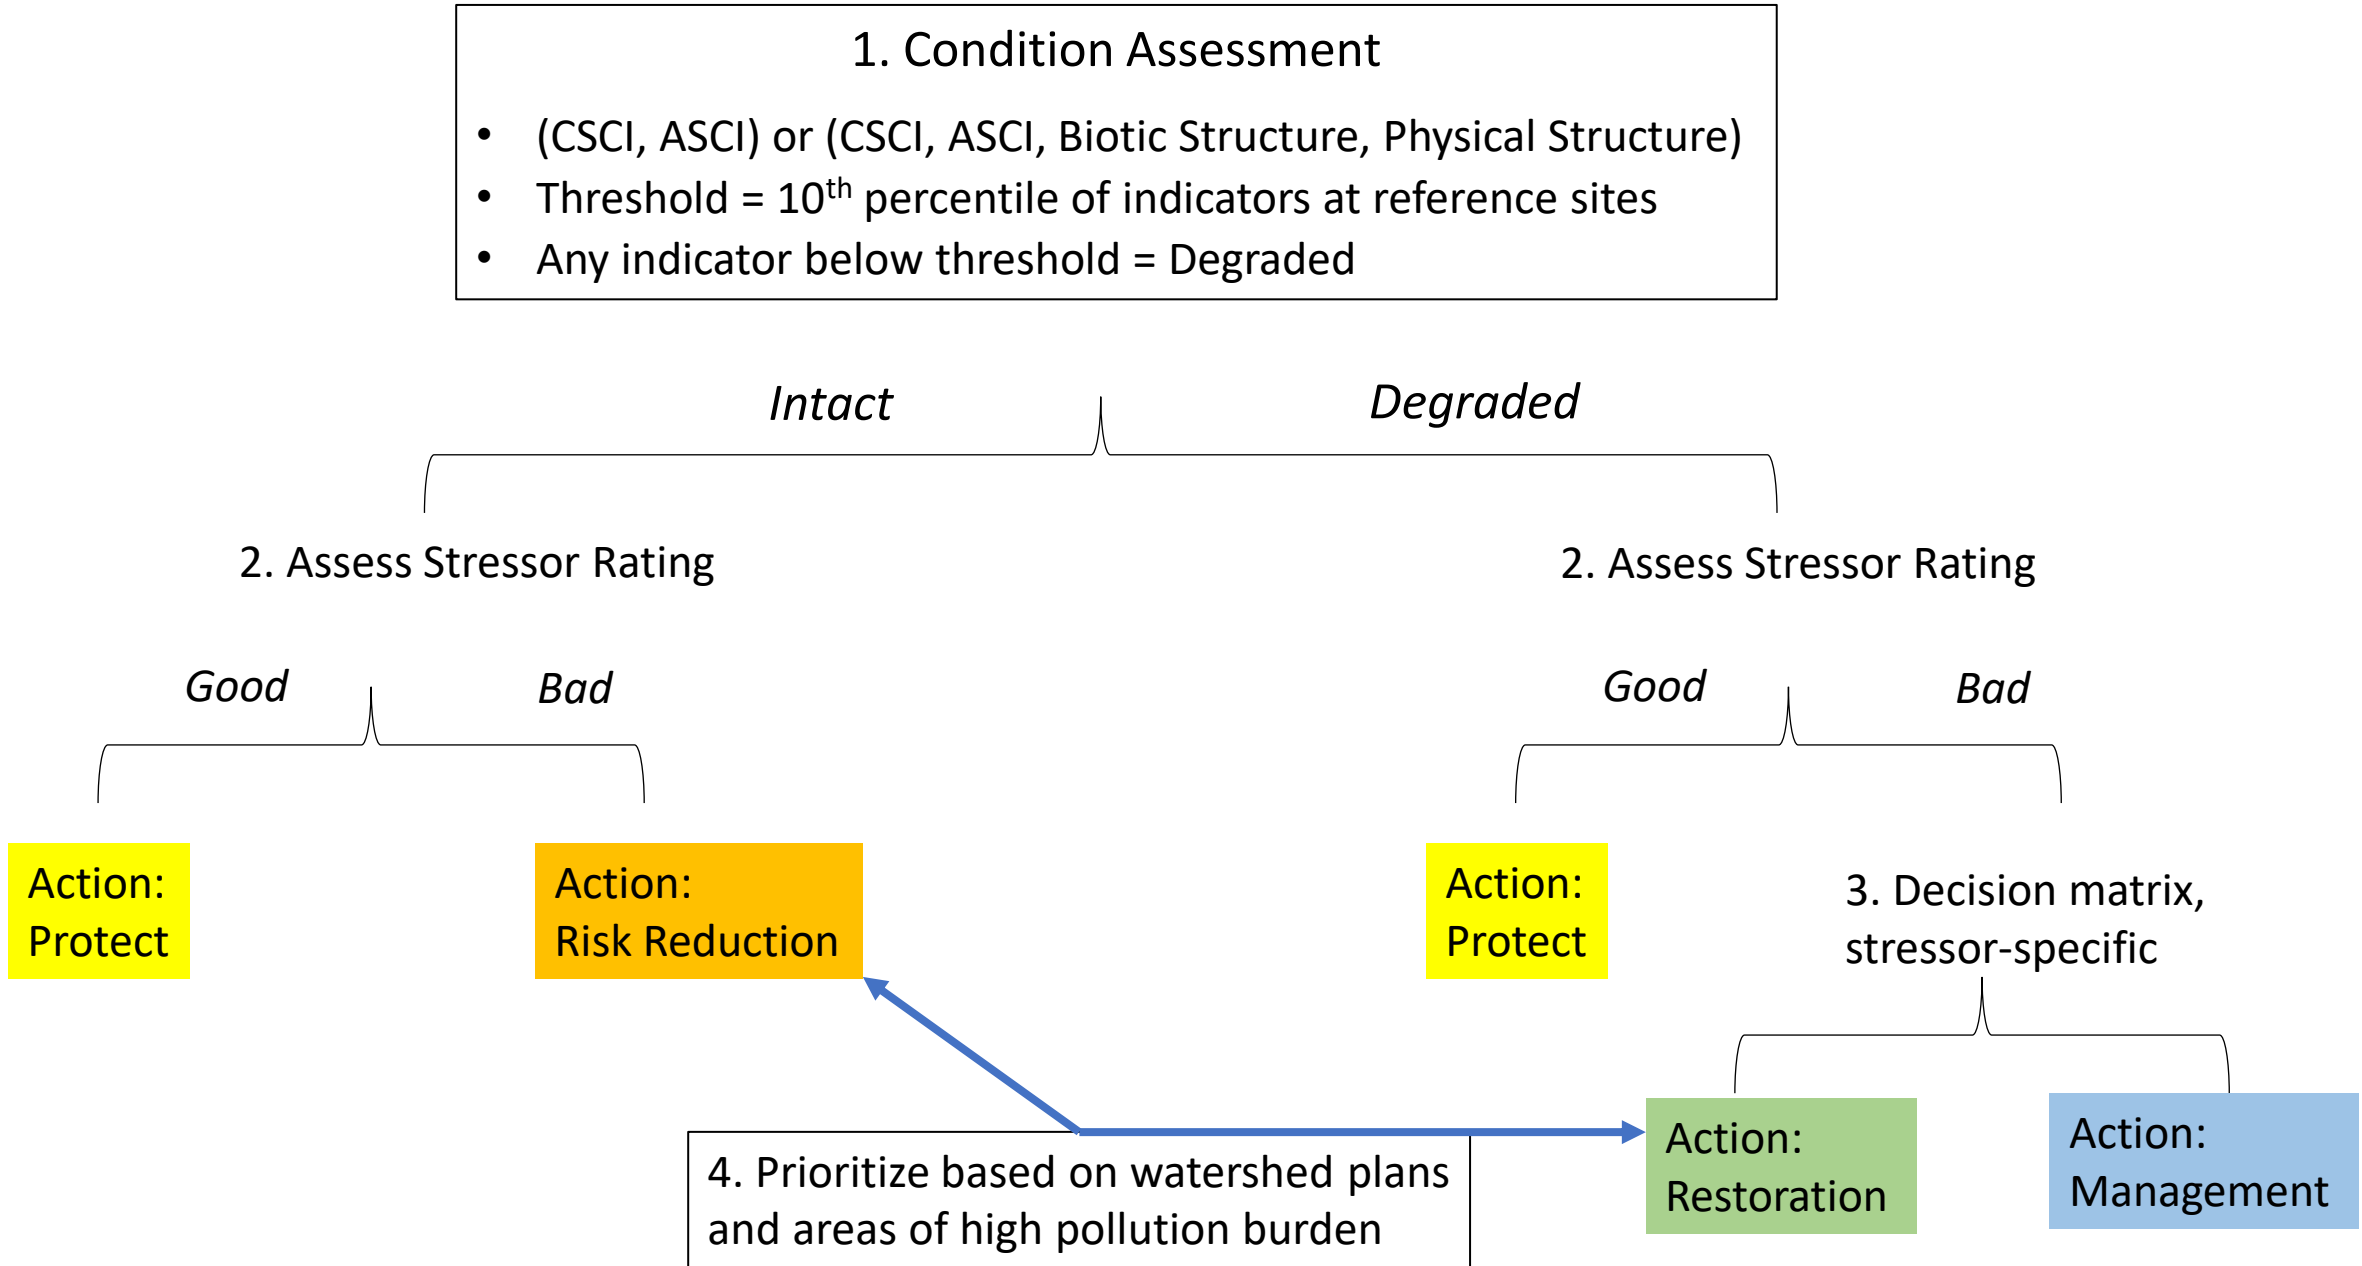 1. Condition Assessment
• (CSCI, ASCI) or (CSCI, ASCI, Biotic Structure, Physical Structure)
• Threshold = 10th percentile of indicators at reference sites
• Any indicator below threshold = Degraded
Intact
Degraded
2. Assess Stressor Rating
2. Assess Stressor Rating
Good
Bad
Good
Bad
Action:
Protect
Action:
Risk Reduction
Action:
Protect
3. Decision matrix,
stressor-specific
4. Prioritize based on watershed plans
and areas of high pollution burden
Action:
Restoration
Action:
Management